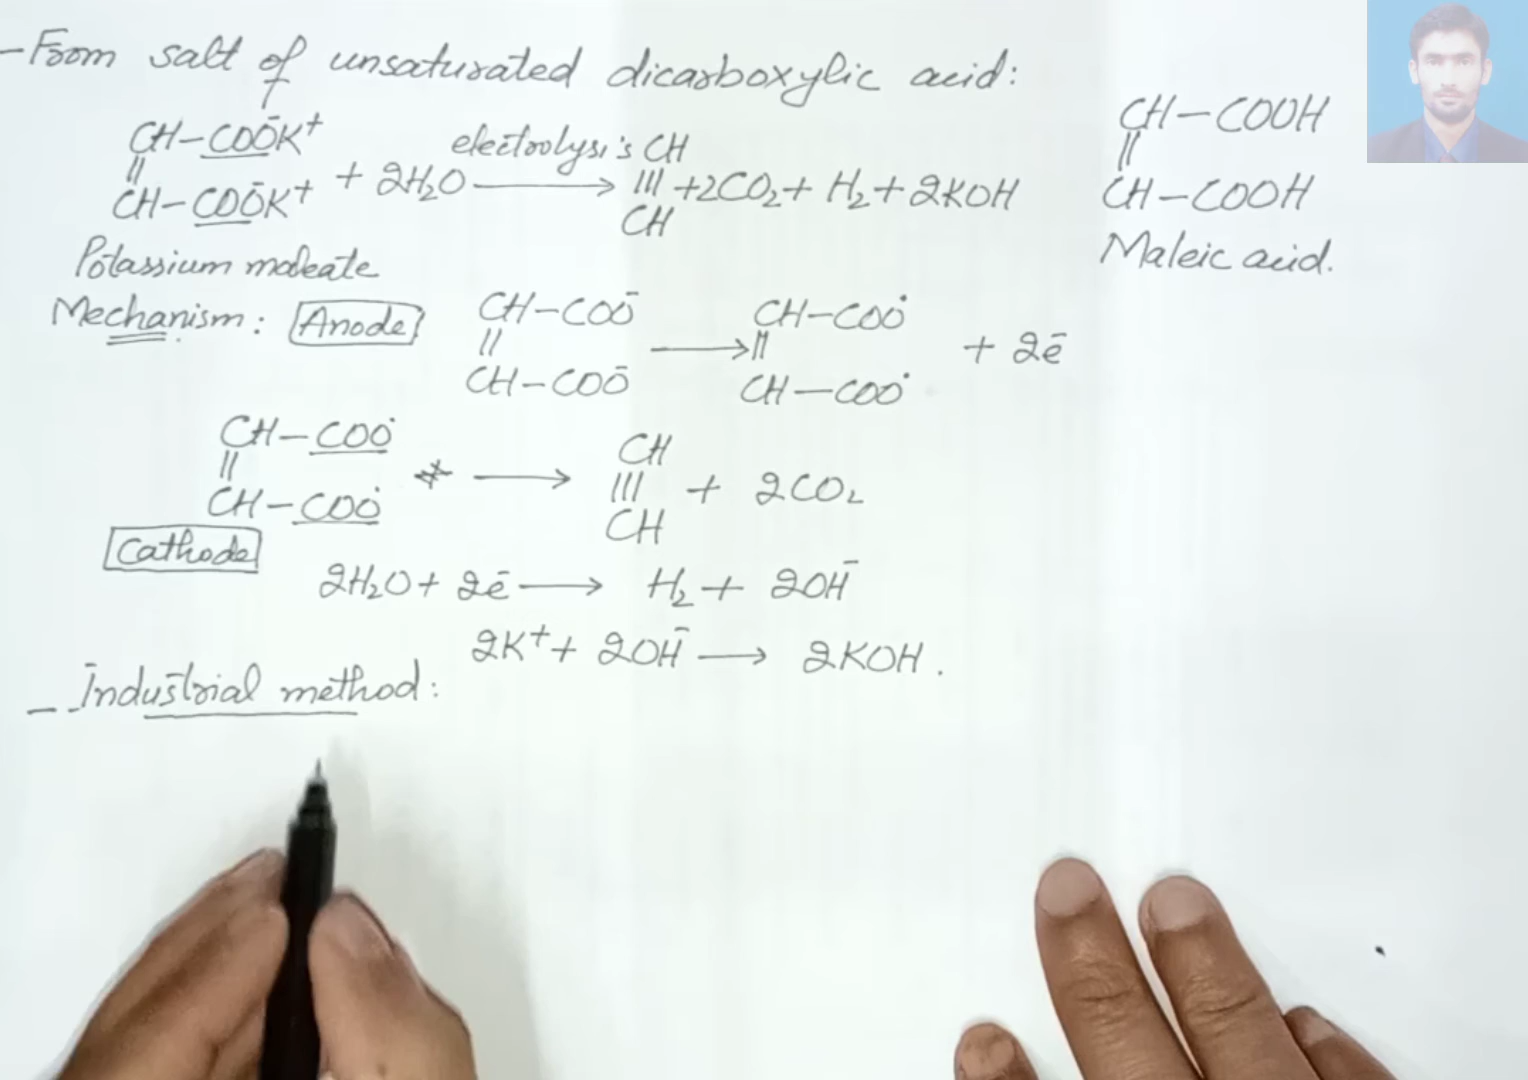 - From salt of unsaturated dicarboxylic acid:
CH-COOK⁺ + 2H₂O electrolysis → CH≡CH + 2CO₂ + H₂ + 2KOH
||
CH-COO⁻K⁺
CH-COOH
||
CH-COOH
Potassium maleate
Maleic acid.
Mechanism: Anode
CH-COO⁻
||
CH-COO⁻
→
CH-COO•
||
CH-COO•
+ 2e⁻
CH-COO•
||
CH-COO•
→
CH
|||
CH
+ 2CO₂
Cathode
2H₂O + 2e⁻ → H₂ + 2OH⁻
2K⁺ + 2OH⁻ → 2KOH.
- Industrial method: